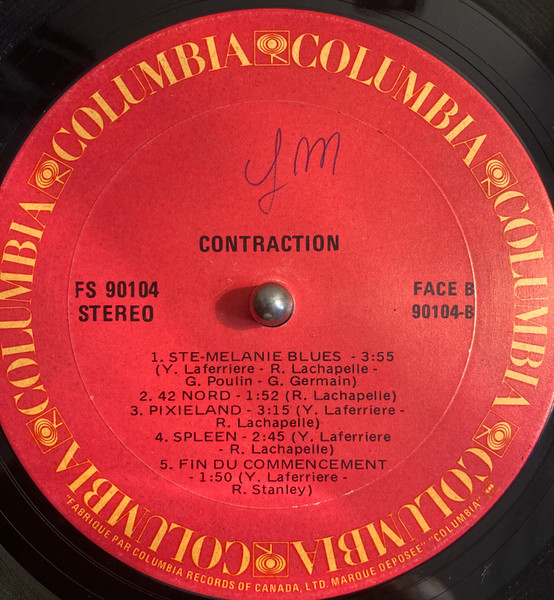 COLUMBIA COLUMBIA COLUMBIA COLUMBIA COLUMBIA COLUMBIA COLUMBIA
CONTRACTION
FS 90104
STEREO
FACE B
90104-B
1. STE-MELANIE BLUES - 3:55
(Y. Laferriere - R. Lachapelle -
G. Poulin - G. Germain)
2. 42 NORD - 1:52 (R. Lachapelle)
3. PIXIELAND - 3:15 (Y. Laferriere -
R. Lachapelle)
4. SPLEEN - 2:45 (Y. Laferriere
- R. Lachapelle)
5. FIN DU COMMENCEMENT
- 1:50 (Y. Laferriere -
R. Stanley)
"FABRIQUE PAR COLUMBIA RECORDS OF CANADA, LTD. MARQUE DEPOSEE" "COLUMBIA"